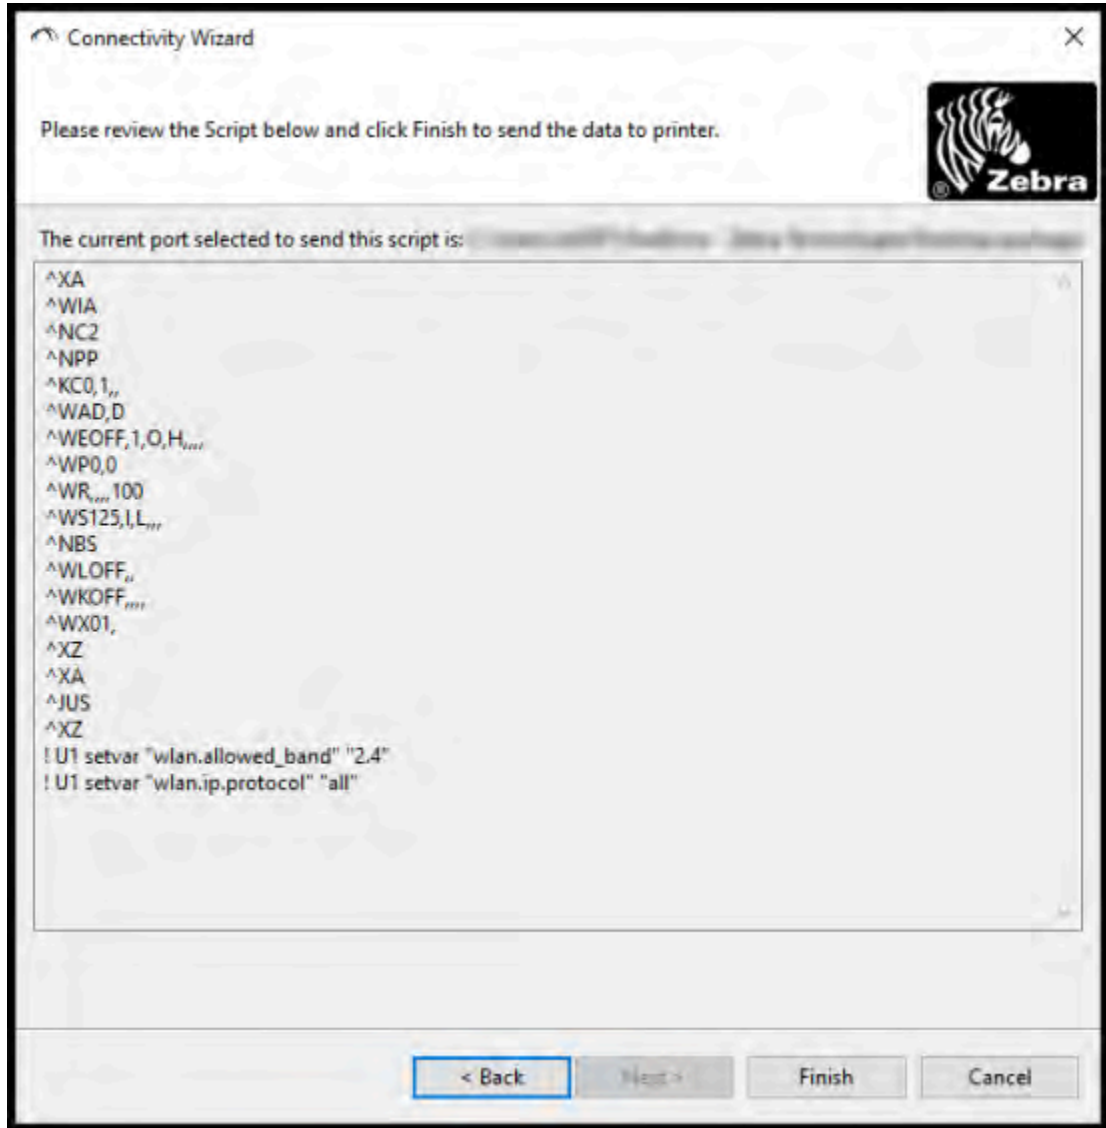 Connectivity Wizard
Please review the Script below and click Finish to send the data to printer.
® Zebra
The current port selected to send this script is:
^XA
^WIA
^NC2
^NPP
^KC0,1,,
^WAD,D
^WEOFF,1,O,H,,,,
^WP0,0
^WR,,,,100
^WS125,I,L,,,
^NBS
^WLOFF,,
^WKOFF,,,,
^WX01,
^XZ
^XA
^JUS
^XZ
! U1 setvar "wlan.allowed_band" "2.4"
! U1 setvar "wlan.ip.protocol" "all"
< Back Next > Finish Cancel